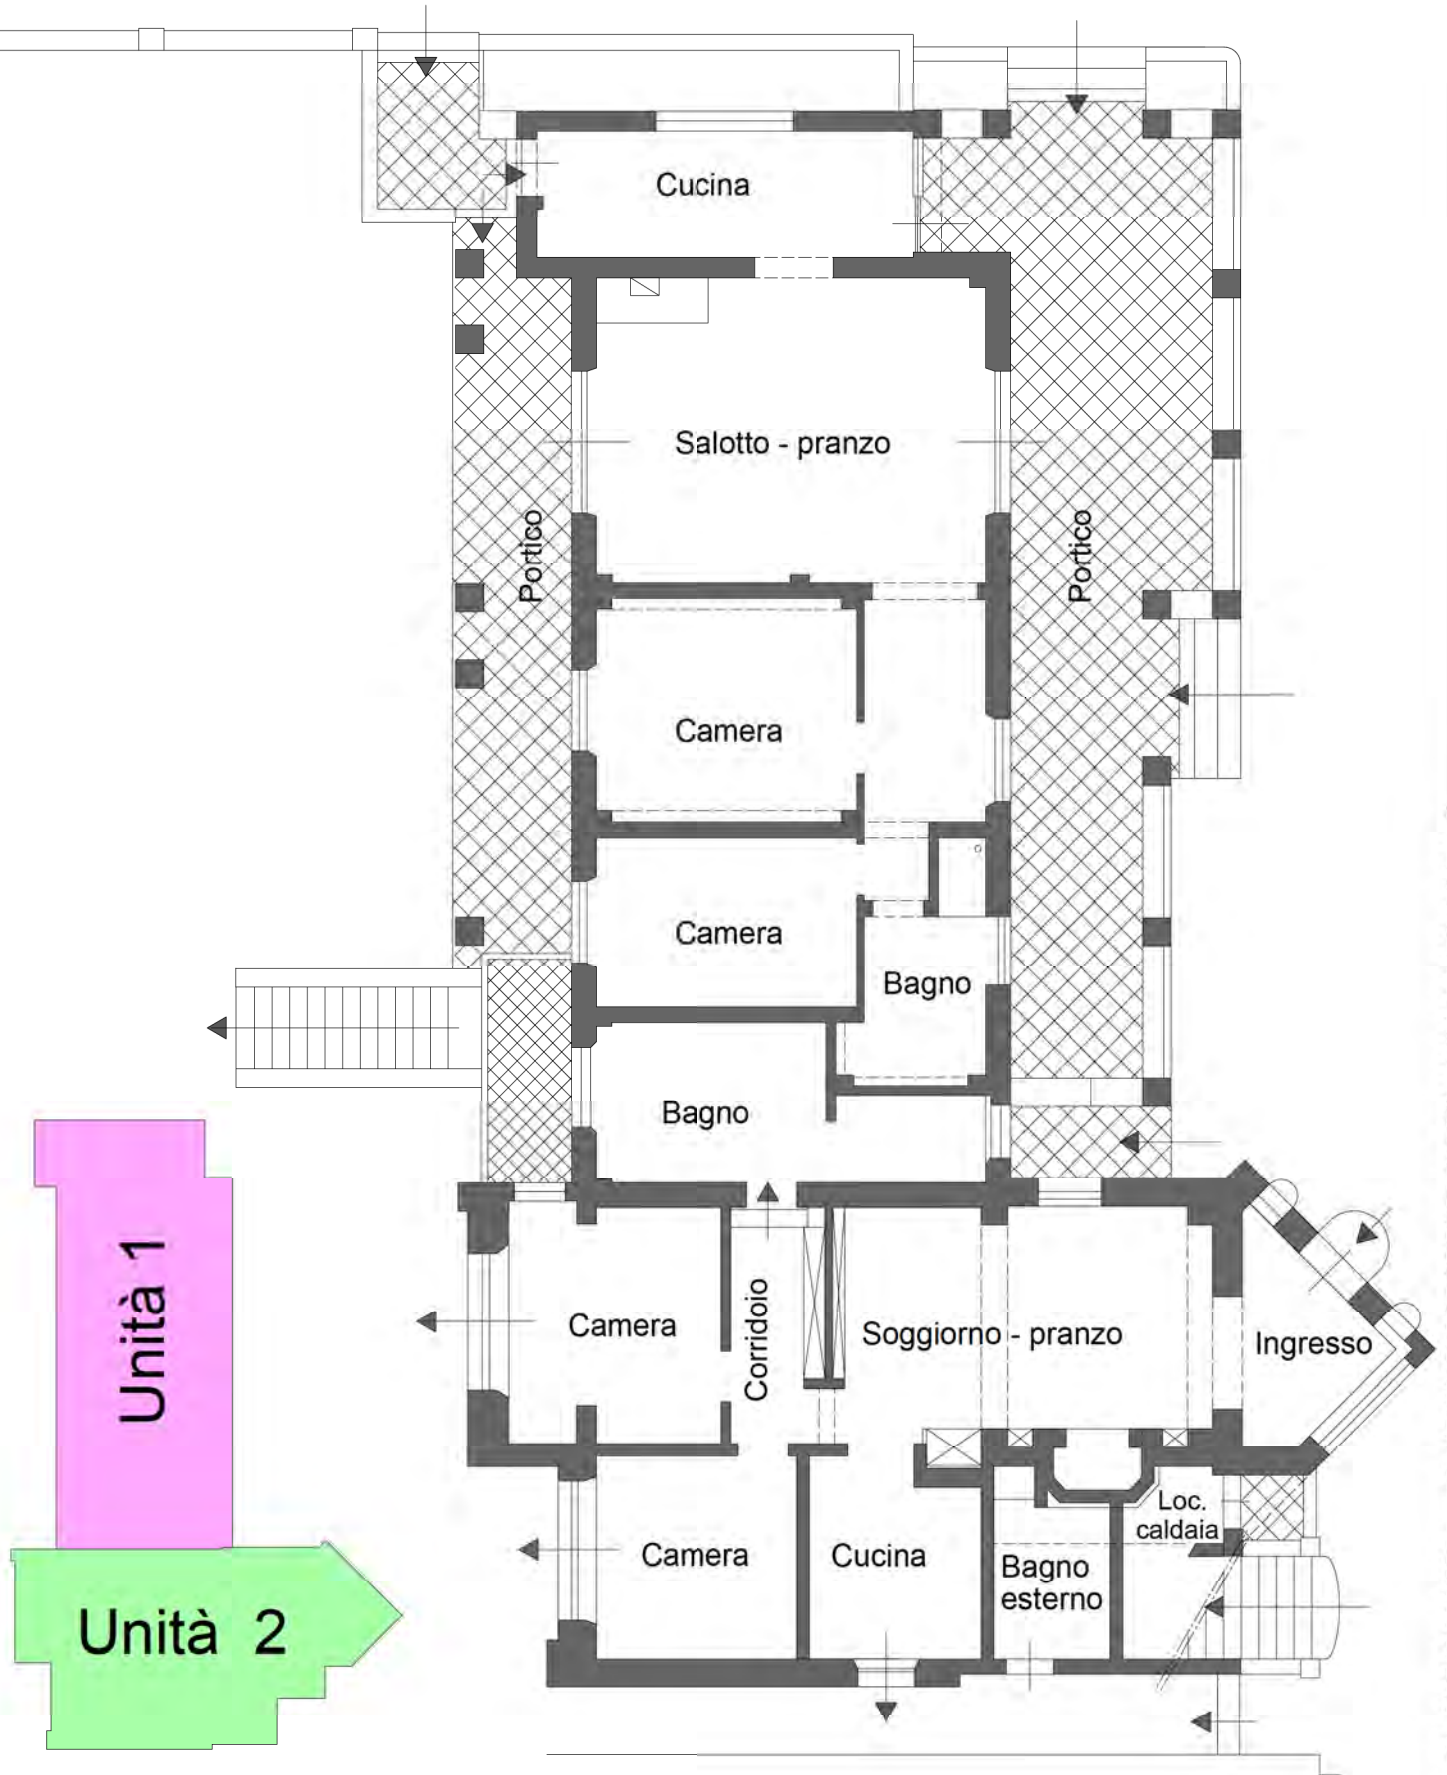 Cucina
Salotto - pranzo
Portico
Portico
Camera
Camera
Bagno
Bagno
Unità 1
Camera
Corridoio
Soggiorno - pranzo
Ingresso
Loc.
caldaia
Camera
Cucina
Bagno
esterno
Unità 2